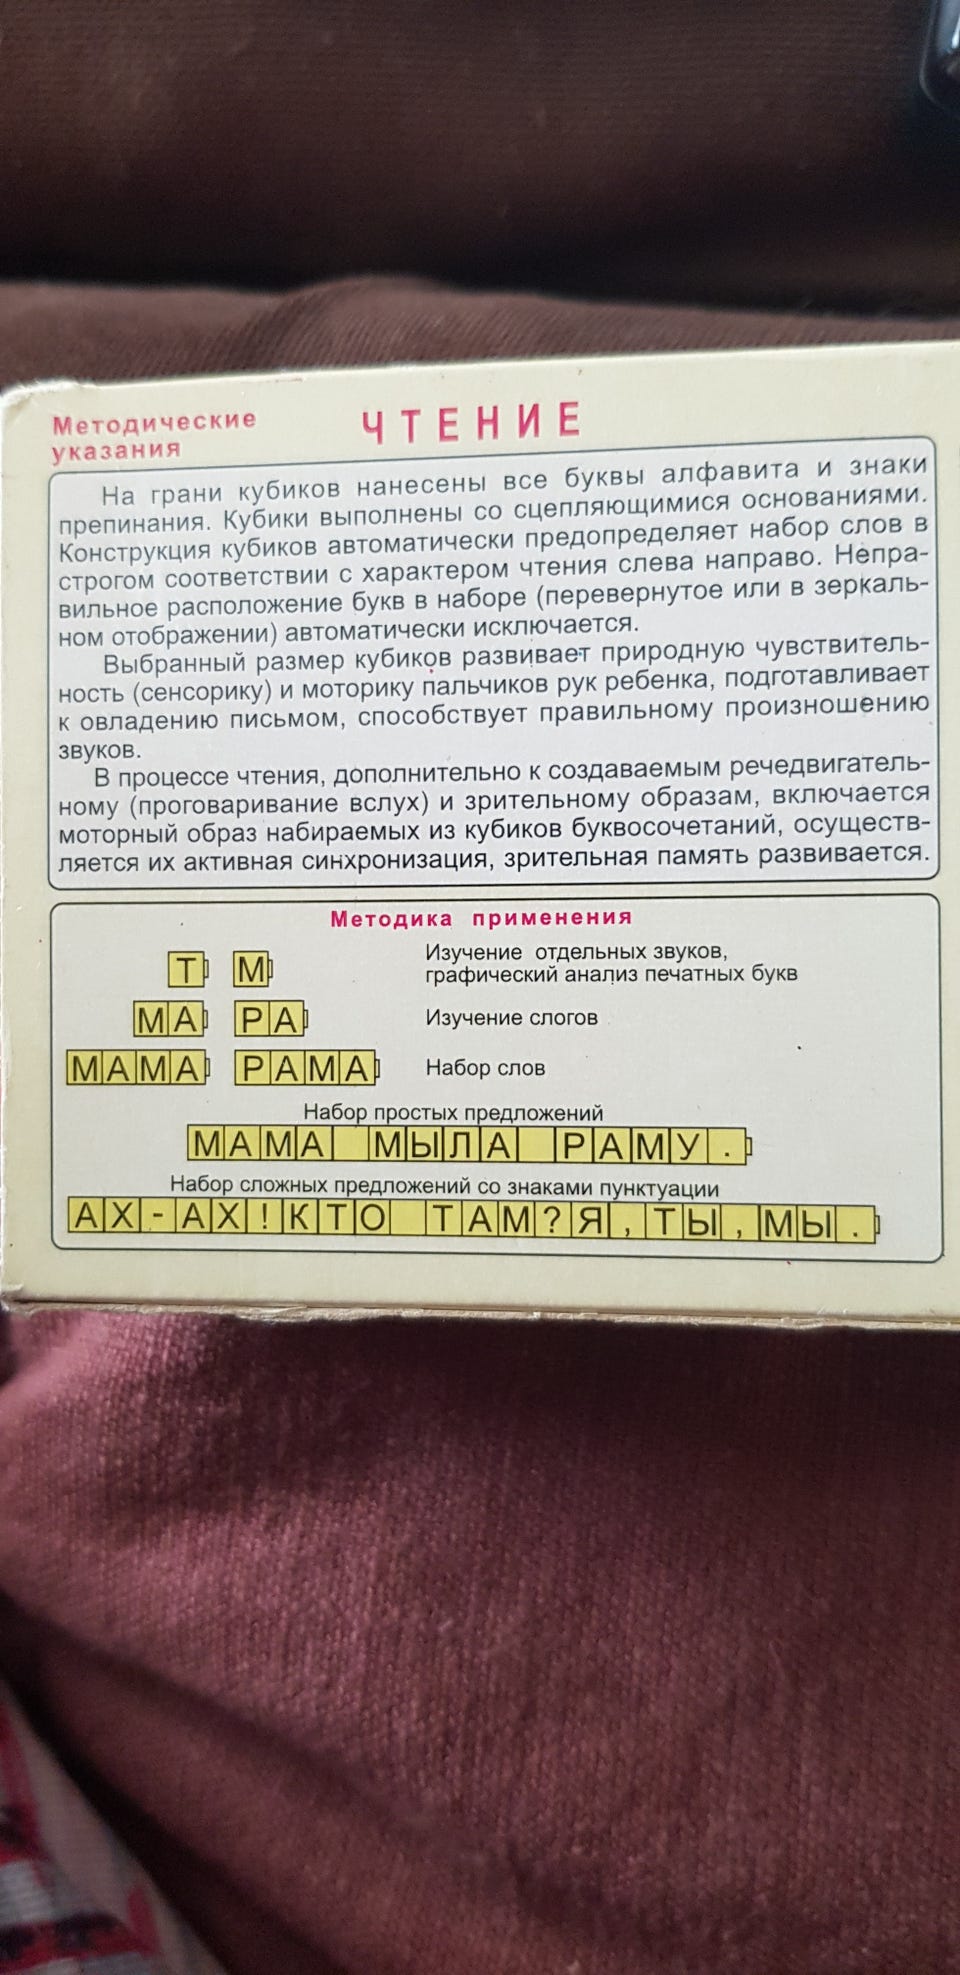 Методические
указания
ЧТЕНИЕ
На грани кубиков нанесены все буквы алфавита и знаки
препинания. Кубики выполнены со сцепляющимися основаниями.
Конструкция кубиков автоматически предопределяет набор слов в
строгом соответствии с характером чтения слева направо. Непра-
вильное расположение букв в наборе (перевернутое или в зеркаль-
ном отображении) автоматически исключается.
Выбранный размер кубиков развивает природную чувствитель-
ность (сенсорику) и моторику пальчиков рук ребенка, подготавливает
к овладению письмом, способствует правильному произношению
звуков.
В процессе чтения, дополнительно к создаваемым речедвигатель-
ному (проговаривание вслух) и зрительному образам, включается
моторный образ набираемых из кубиков буквосочетаний, осуществ-
ляется их активная синхронизация, зрительная память развивается.
Методика применения
Т М Изучение отдельных звуков,
графический анализ печатных букв
МА РА Изучение слогов
МАМА РАМА Набор слов
Набор простых предложений
МАМА МЫЛА РАМУ.
Набор сложных предложений со знаками пунктуации
АХ-АХ!КТО ТАМ?Я,ТЫ,МЫ.